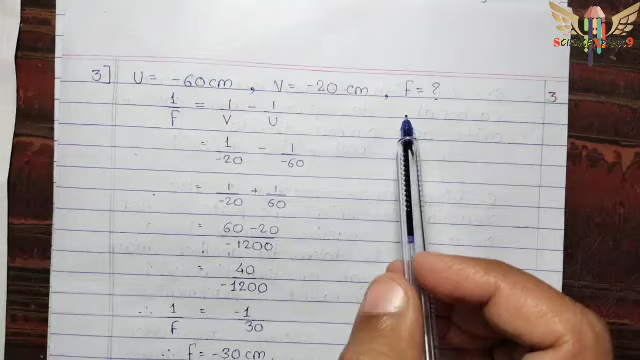 3] U = -60 cm , V = -20 cm , f = ? 3
1/f = 1/V - 1/U
= 1/-20 - 1/-60
= 1/-20 + 1/60
= 60 - 20/-1200
= 40/-1200
∴ 1/f = -1/30
∴ f = -30 cm